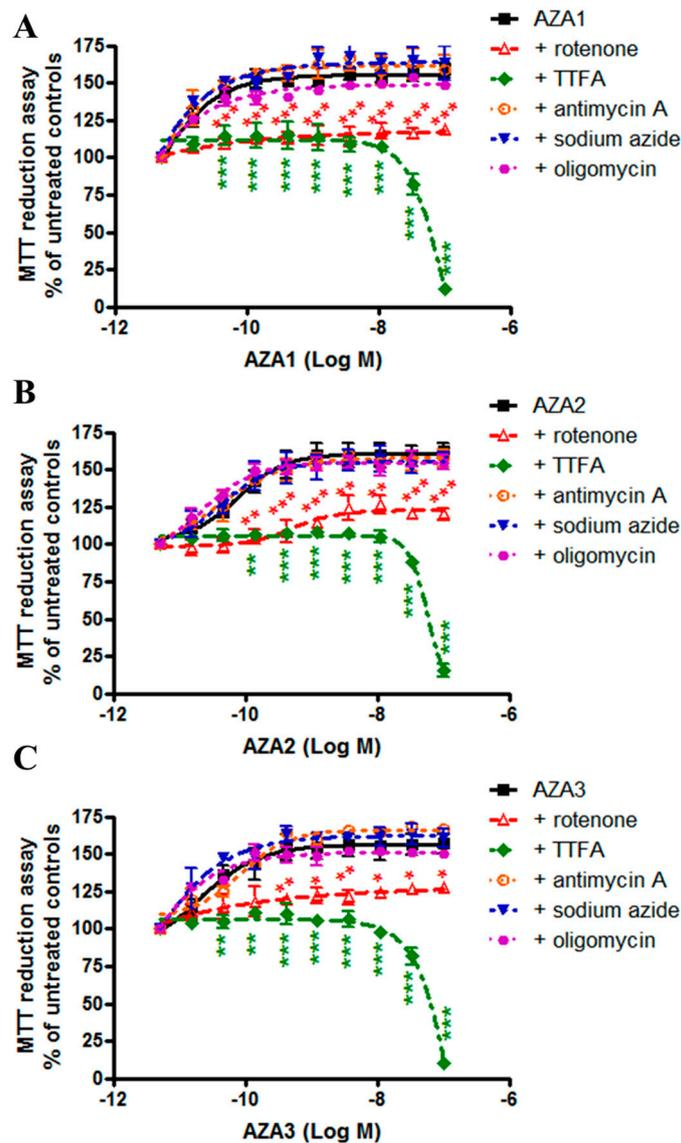 A
175
150
125
100
75
50
25
0
MTT reduction assay
% of untreated controls
-12
-10
-8
-6
AZA1 (Log M)
AZA1
+ rotenone
+ TTFA
+ antimycin A
+ sodium azide
+ oligomycin
B
175
150
125
100
75
50
25
0
MTT reduction assay
% of untreated controls
-12
-10
-8
-6
AZA2 (Log M)
AZA2
+ rotenone
+ TTFA
+ antimycin A
+ sodium azide
+ oligomycin
C
175
150
125
100
75
50
25
0
MTT reduction assay
% of untreated controls
-12
-10
-8
-6
AZA3 (Log M)
AZA3
+ rotenone
+ TTFA
+ antimycin A
+ sodium azide
+ oligomycin